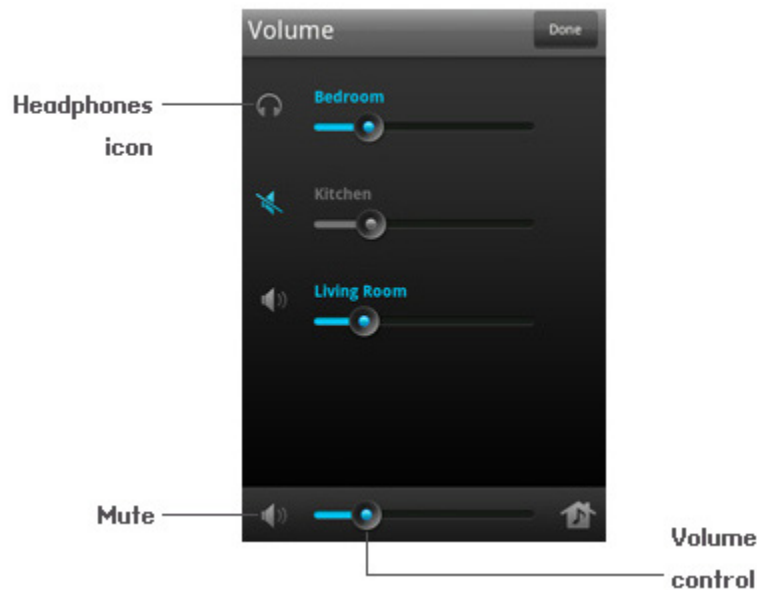 Volume
Done
Headphones
icon
Bedroom
Kitchen
Living Room
Mute
Volume
control